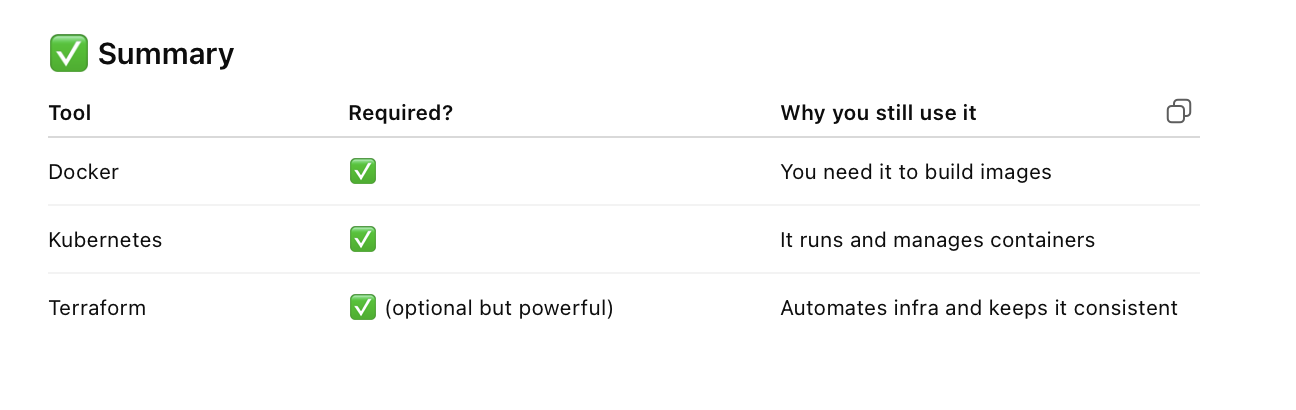 ✅ Summary
Tool Required? Why you still use it
Docker ✅ You need it to build images
Kubernetes ✅ It runs and manages containers
Terraform ✅ (optional but powerful) Automates infra and keeps it consistent